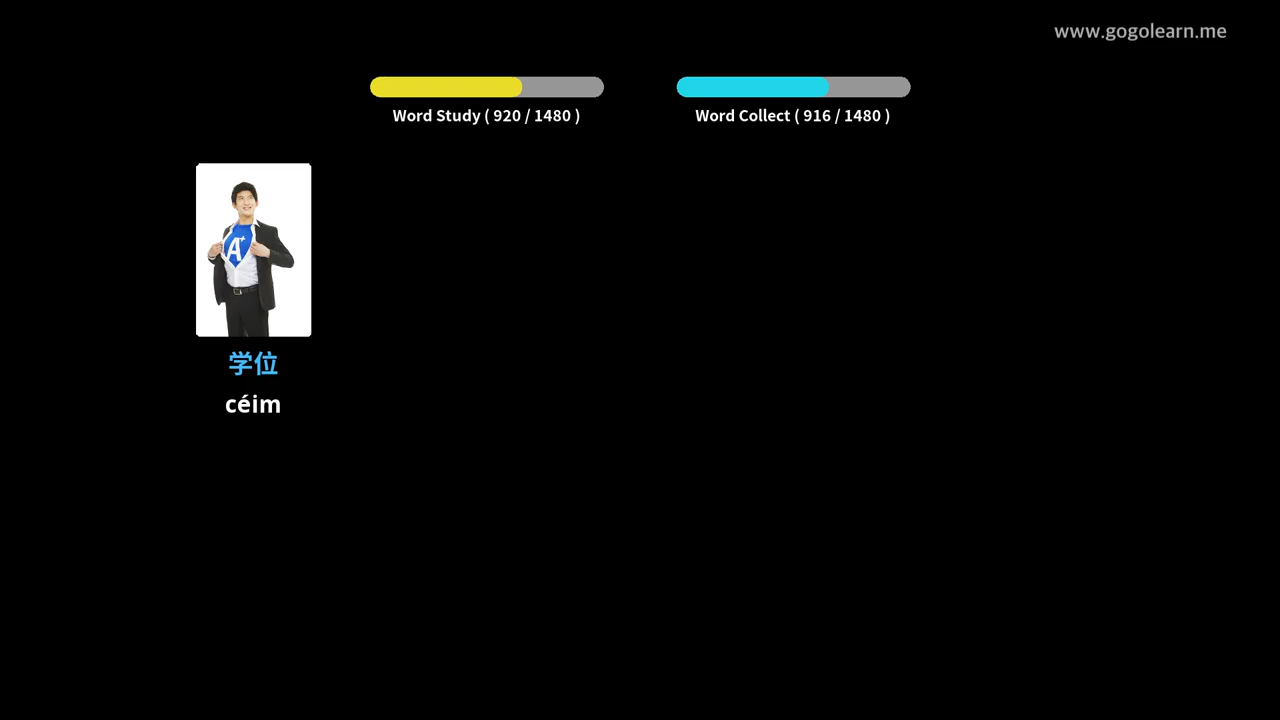 www.gogolearn.me
Word Study ( 920 / 1480 )
Word Collect ( 916 / 1480 )
A+
学位
céim